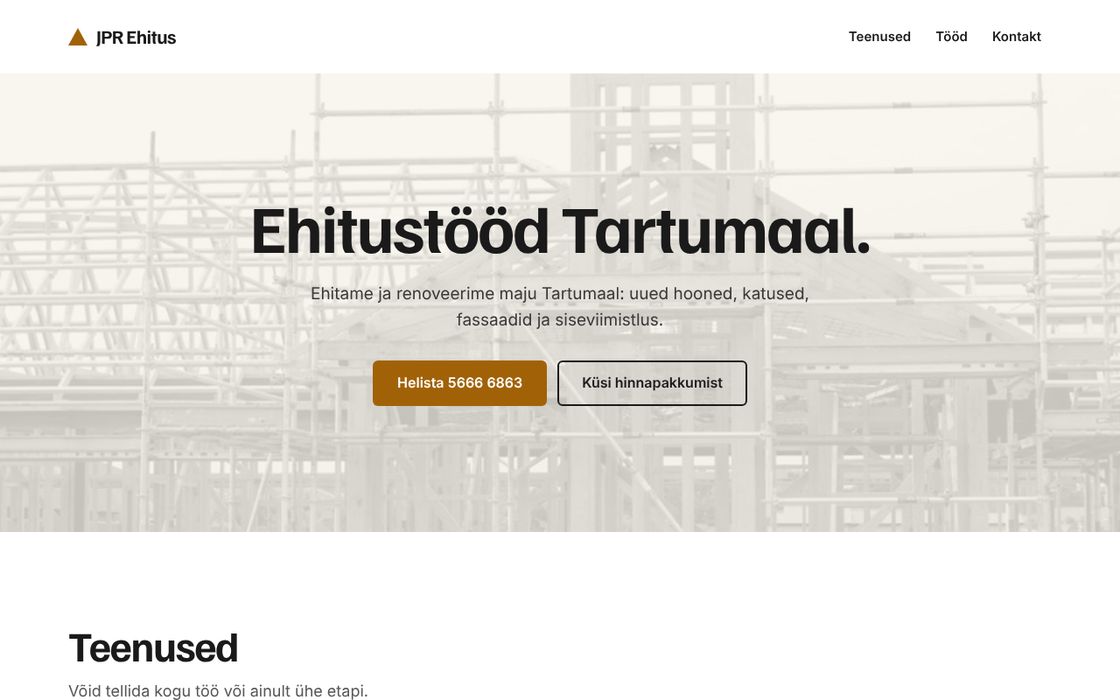 JPR Ehitus
Teenused
Tööd
Kontakt
Ehitustööd Tartumaal.
Ehitame ja renoveerime maju Tartumaal: uued hooned, katused,
fassaadid ja siseviimistlus.
Helista 5666 6863
Küsi hinnapakkumist
Teenused
Võid tellida kogu töö või ainult ühe etapi.